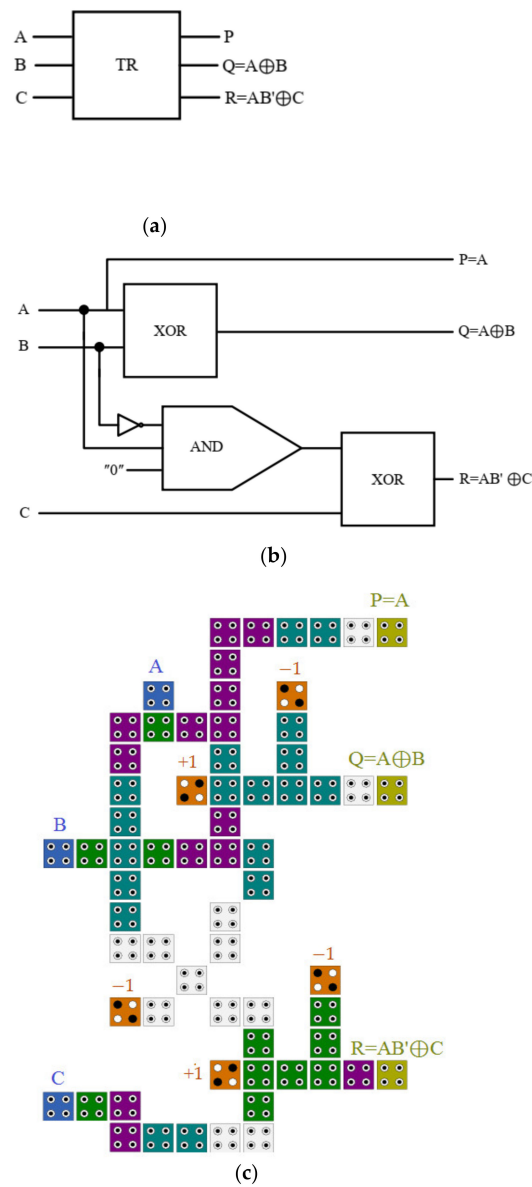 A
P
B
TR
Q=A⊕B
C
R=AB'⊕C
(a)
P=A
A
XOR
Q=A⊕B
B
AND
"0"
XOR
R=AB' ⊕C
C
(b)
P=A
A
−1
+1
Q=A⊕B
B
−1
−1
R=AB'⊕C
+1
C
(c)